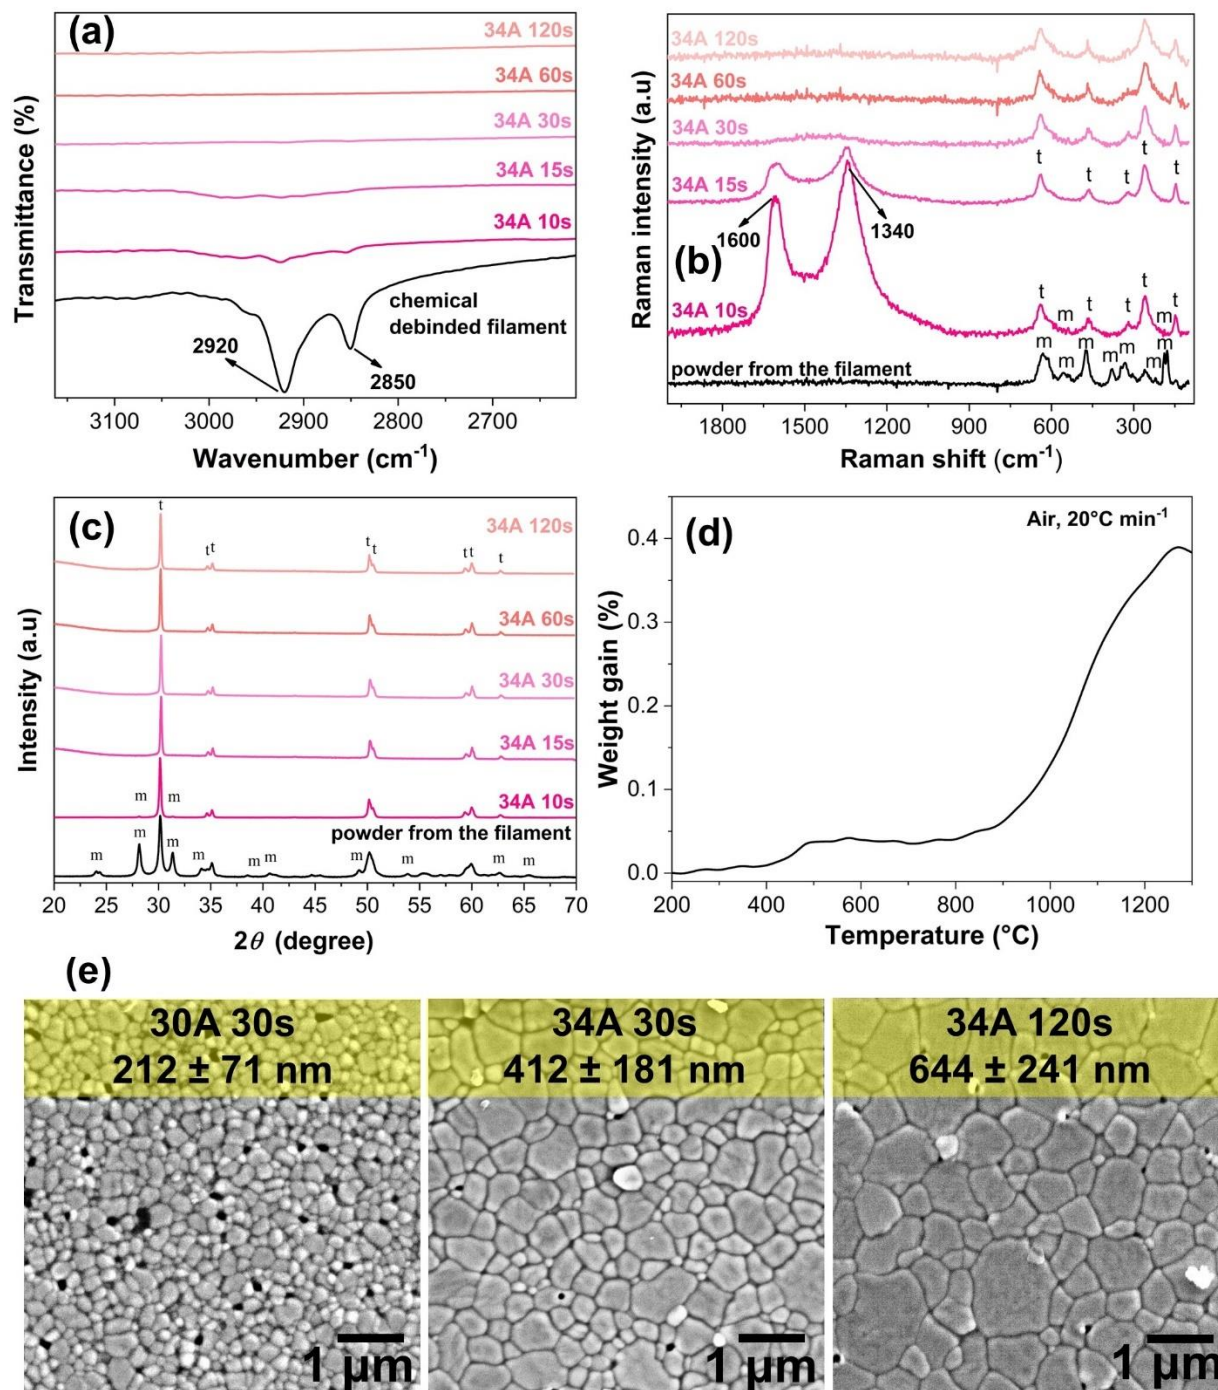 (a)
34A 120s
34A 60s
34A 30s
34A 15s
34A 10s
chemical
debinded filament
2920
2850
Transmittance (%)
3100 3000 2900 2800 2700
Wavenumber (cm-1)
34A 120s
34A 60s
34A 30s
t t t t t
34A 15s
1600
1340
(b)
t t t t t
m m
34A 10s
m m m m m m m
powder from the filament
Raman intensity (a.u)
1800 1500 1200 900 600 300
Raman shift (cm-1)
(c)
t
34A 120s
t t t t t t t
34A 60s
34A 30s
34A 15s
m m
34A 10s
powder from the filament
m m m m m m m m m m
Intensity (a.u)
20 25 30 35 40 45 50 55 60 65 70
2θ (degree)
(d)
Air, 20°C min-1
0.4
0.3
0.2
0.1
0.0
Weight gain (%)
200 400 600 800 1000 1200
Temperature (°C)
(e)
30A 30s
212 ± 71 nm
1 µm
34A 30s
412 ± 181 nm
1 µm
34A 120s
644 ± 241 nm
1 µm